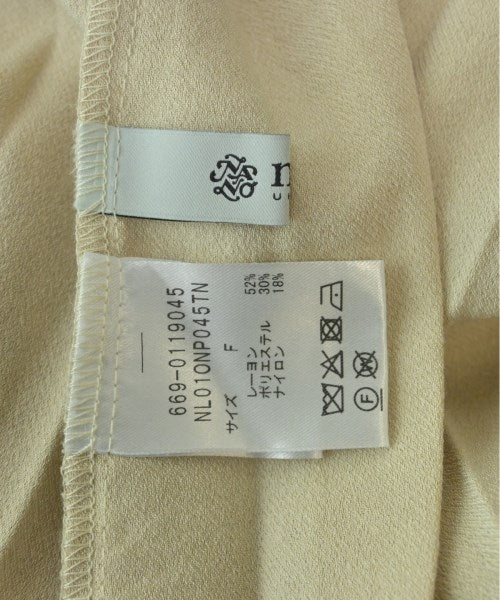 669-0119045
NL010NP045TN
サイズ F
レーヨン 52%
ポリエステル 30%
ナイロン 18%
F
W